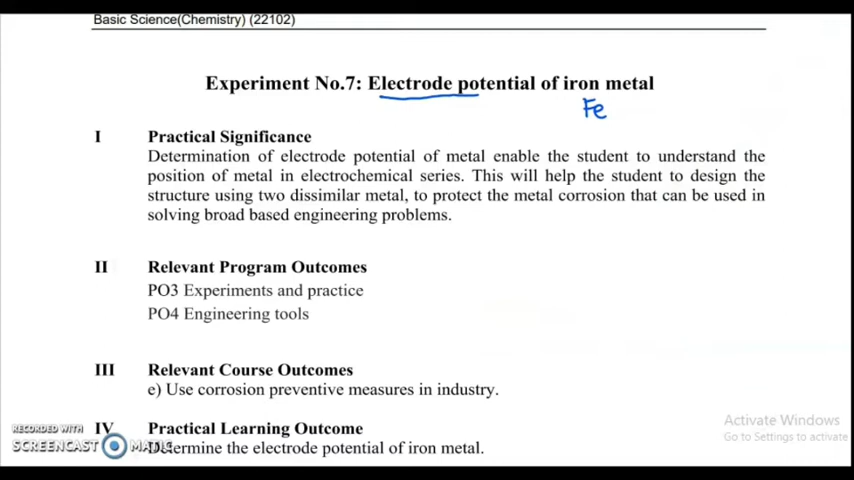 Basic Science(Chemistry) (22102)
Experiment No.7: Electrode potential of iron metal
Fe
I Practical Significance
Determination of electrode potential of metal enable the student to understand the
position of metal in electrochemical series. This will help the student to design the
structure using two dissimilar metal, to protect the metal corrosion that can be used in
solving broad based engineering problems.
II Relevant Program Outcomes
PO3 Experiments and practice
PO4 Engineering tools
III Relevant Course Outcomes
e) Use corrosion preventive measures in industry.
IV Practical Learning Outcome
Determine the electrode potential of iron metal.
RECORDED WITH
SCREENCAST MATIC
Activate Windows
Go to Settings to activate